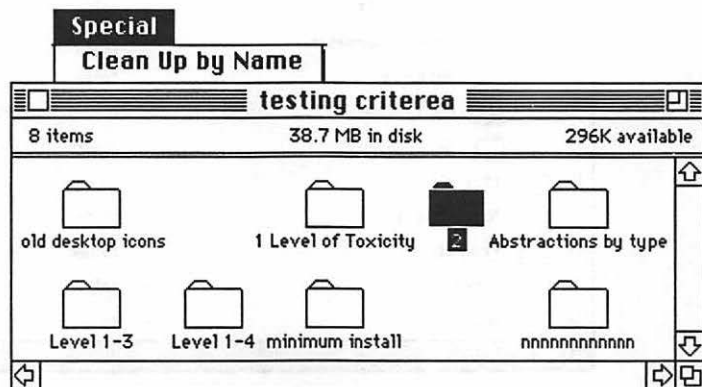 Special
Clean Up by Name
testing criterea
8 items 38.7 MB in disk 296K available
old desktop icons 1 Level of Toxicity 2 Abstractions by type
Level 1-3 Level 1-4 minimum install nnnnnnnnnnnn